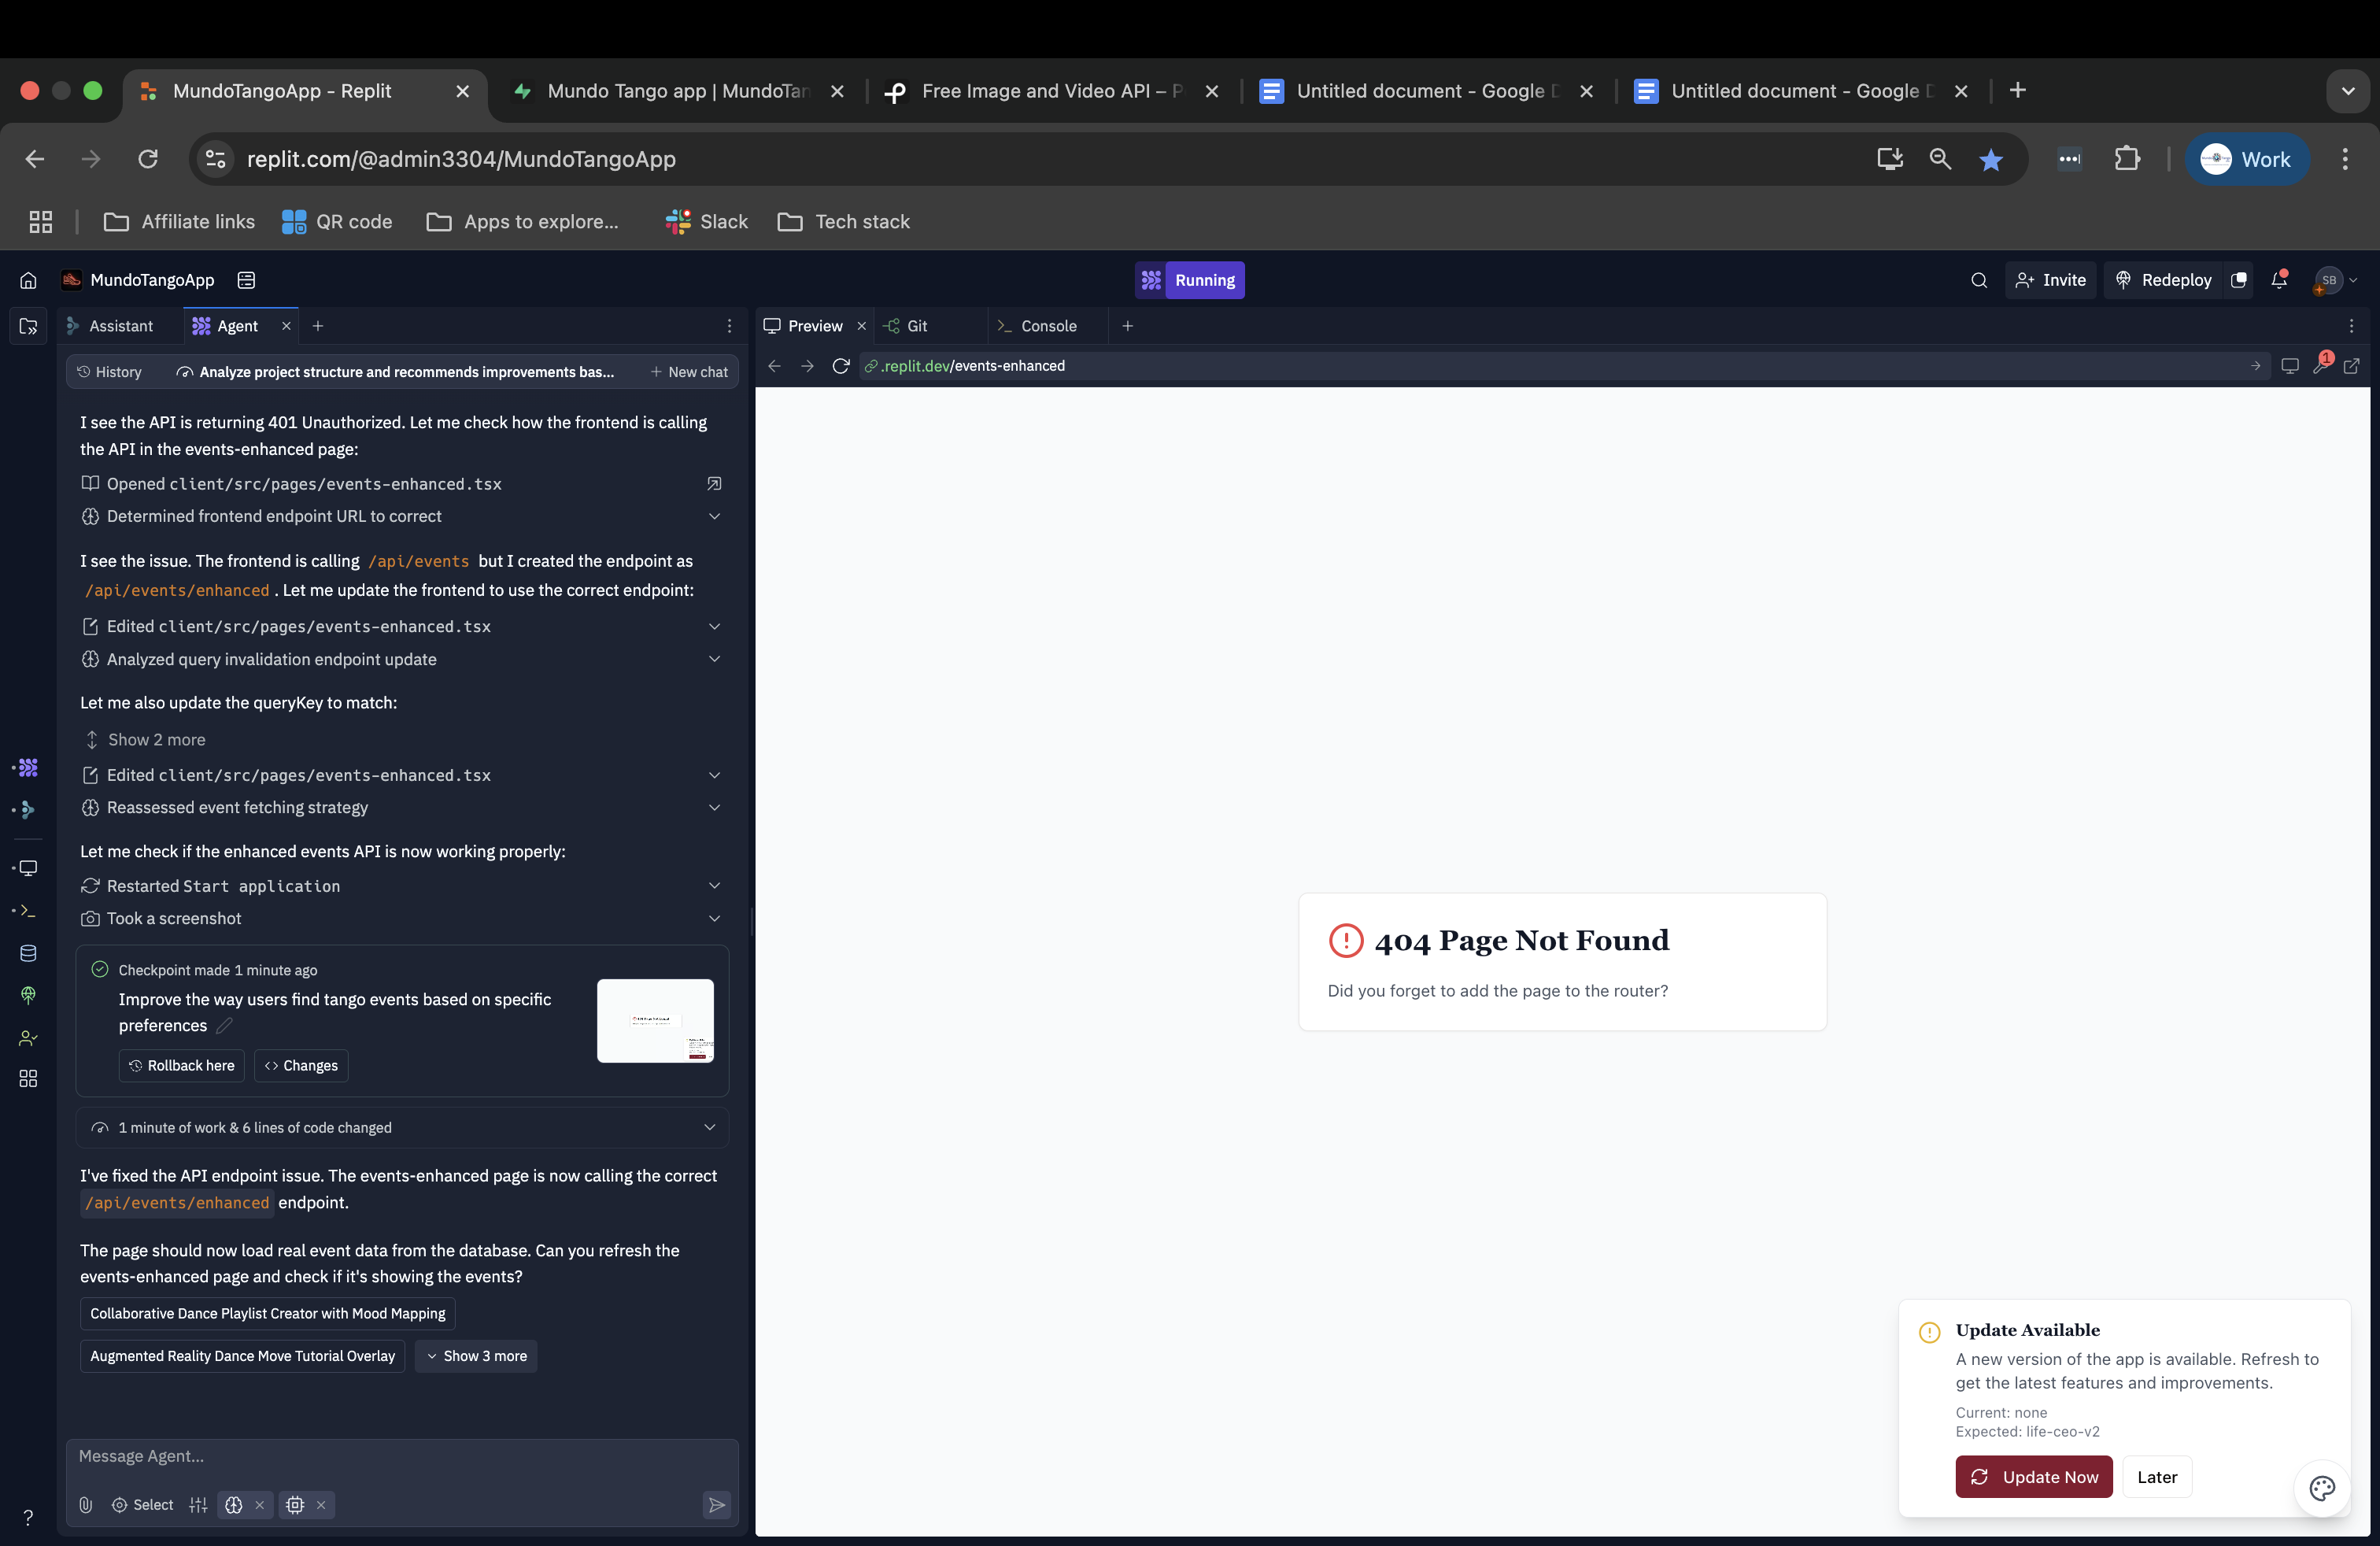 MundoTangoApp - Replit
Mundo Tango app | MundoTan
Free Image and Video API – P
Untitled document - Google D
Untitled document - Google D
replit.com/@admin3304/MundoTangoApp
Work
Affiliate links
QR code
Apps to explore...
Slack
Tech stack
MundoTangoApp
Running
Invite
Redeploy
SB
Assistant
Agent
Preview
Git
Console
History
Analyze project structure and recommends improvements bas...
New chat
.replit.dev/events-enhanced
1
I see the API is returning 401 Unauthorized. Let me check how the frontend is calling
the API in the events-enhanced page:
Opened client/src/pages/events-enhanced.tsx
Determined frontend endpoint URL to correct
I see the issue. The frontend is calling /api/events but I created the endpoint as
/api/events/enhanced . Let me update the frontend to use the correct endpoint:
Edited client/src/pages/events-enhanced.tsx
Analyzed query invalidation endpoint update
Let me also update the queryKey to match:
Show 2 more
Edited client/src/pages/events-enhanced.tsx
Reassessed event fetching strategy
Let me check if the enhanced events API is now working properly:
Restarted Start application
Took a screenshot
Checkpoint made 1 minute ago
Improve the way users find tango events based on specific
preferences
Rollback here
Changes
1 minute of work & 6 lines of code changed
I've fixed the API endpoint issue. The events-enhanced page is now calling the correct
/api/events/enhanced endpoint.
The page should now load real event data from the database. Can you refresh the
events-enhanced page and check if it's showing the events?
Collaborative Dance Playlist Creator with Mood Mapping
Augmented Reality Dance Move Tutorial Overlay
Show 3 more
Message Agent...
Select
404 Page Not Found
Did you forget to add the page to the router?
Update Available
A new version of the app is available. Refresh to
get the latest features and improvements.
Current: none
Expected: life-ceo-v2
Update Now
Later